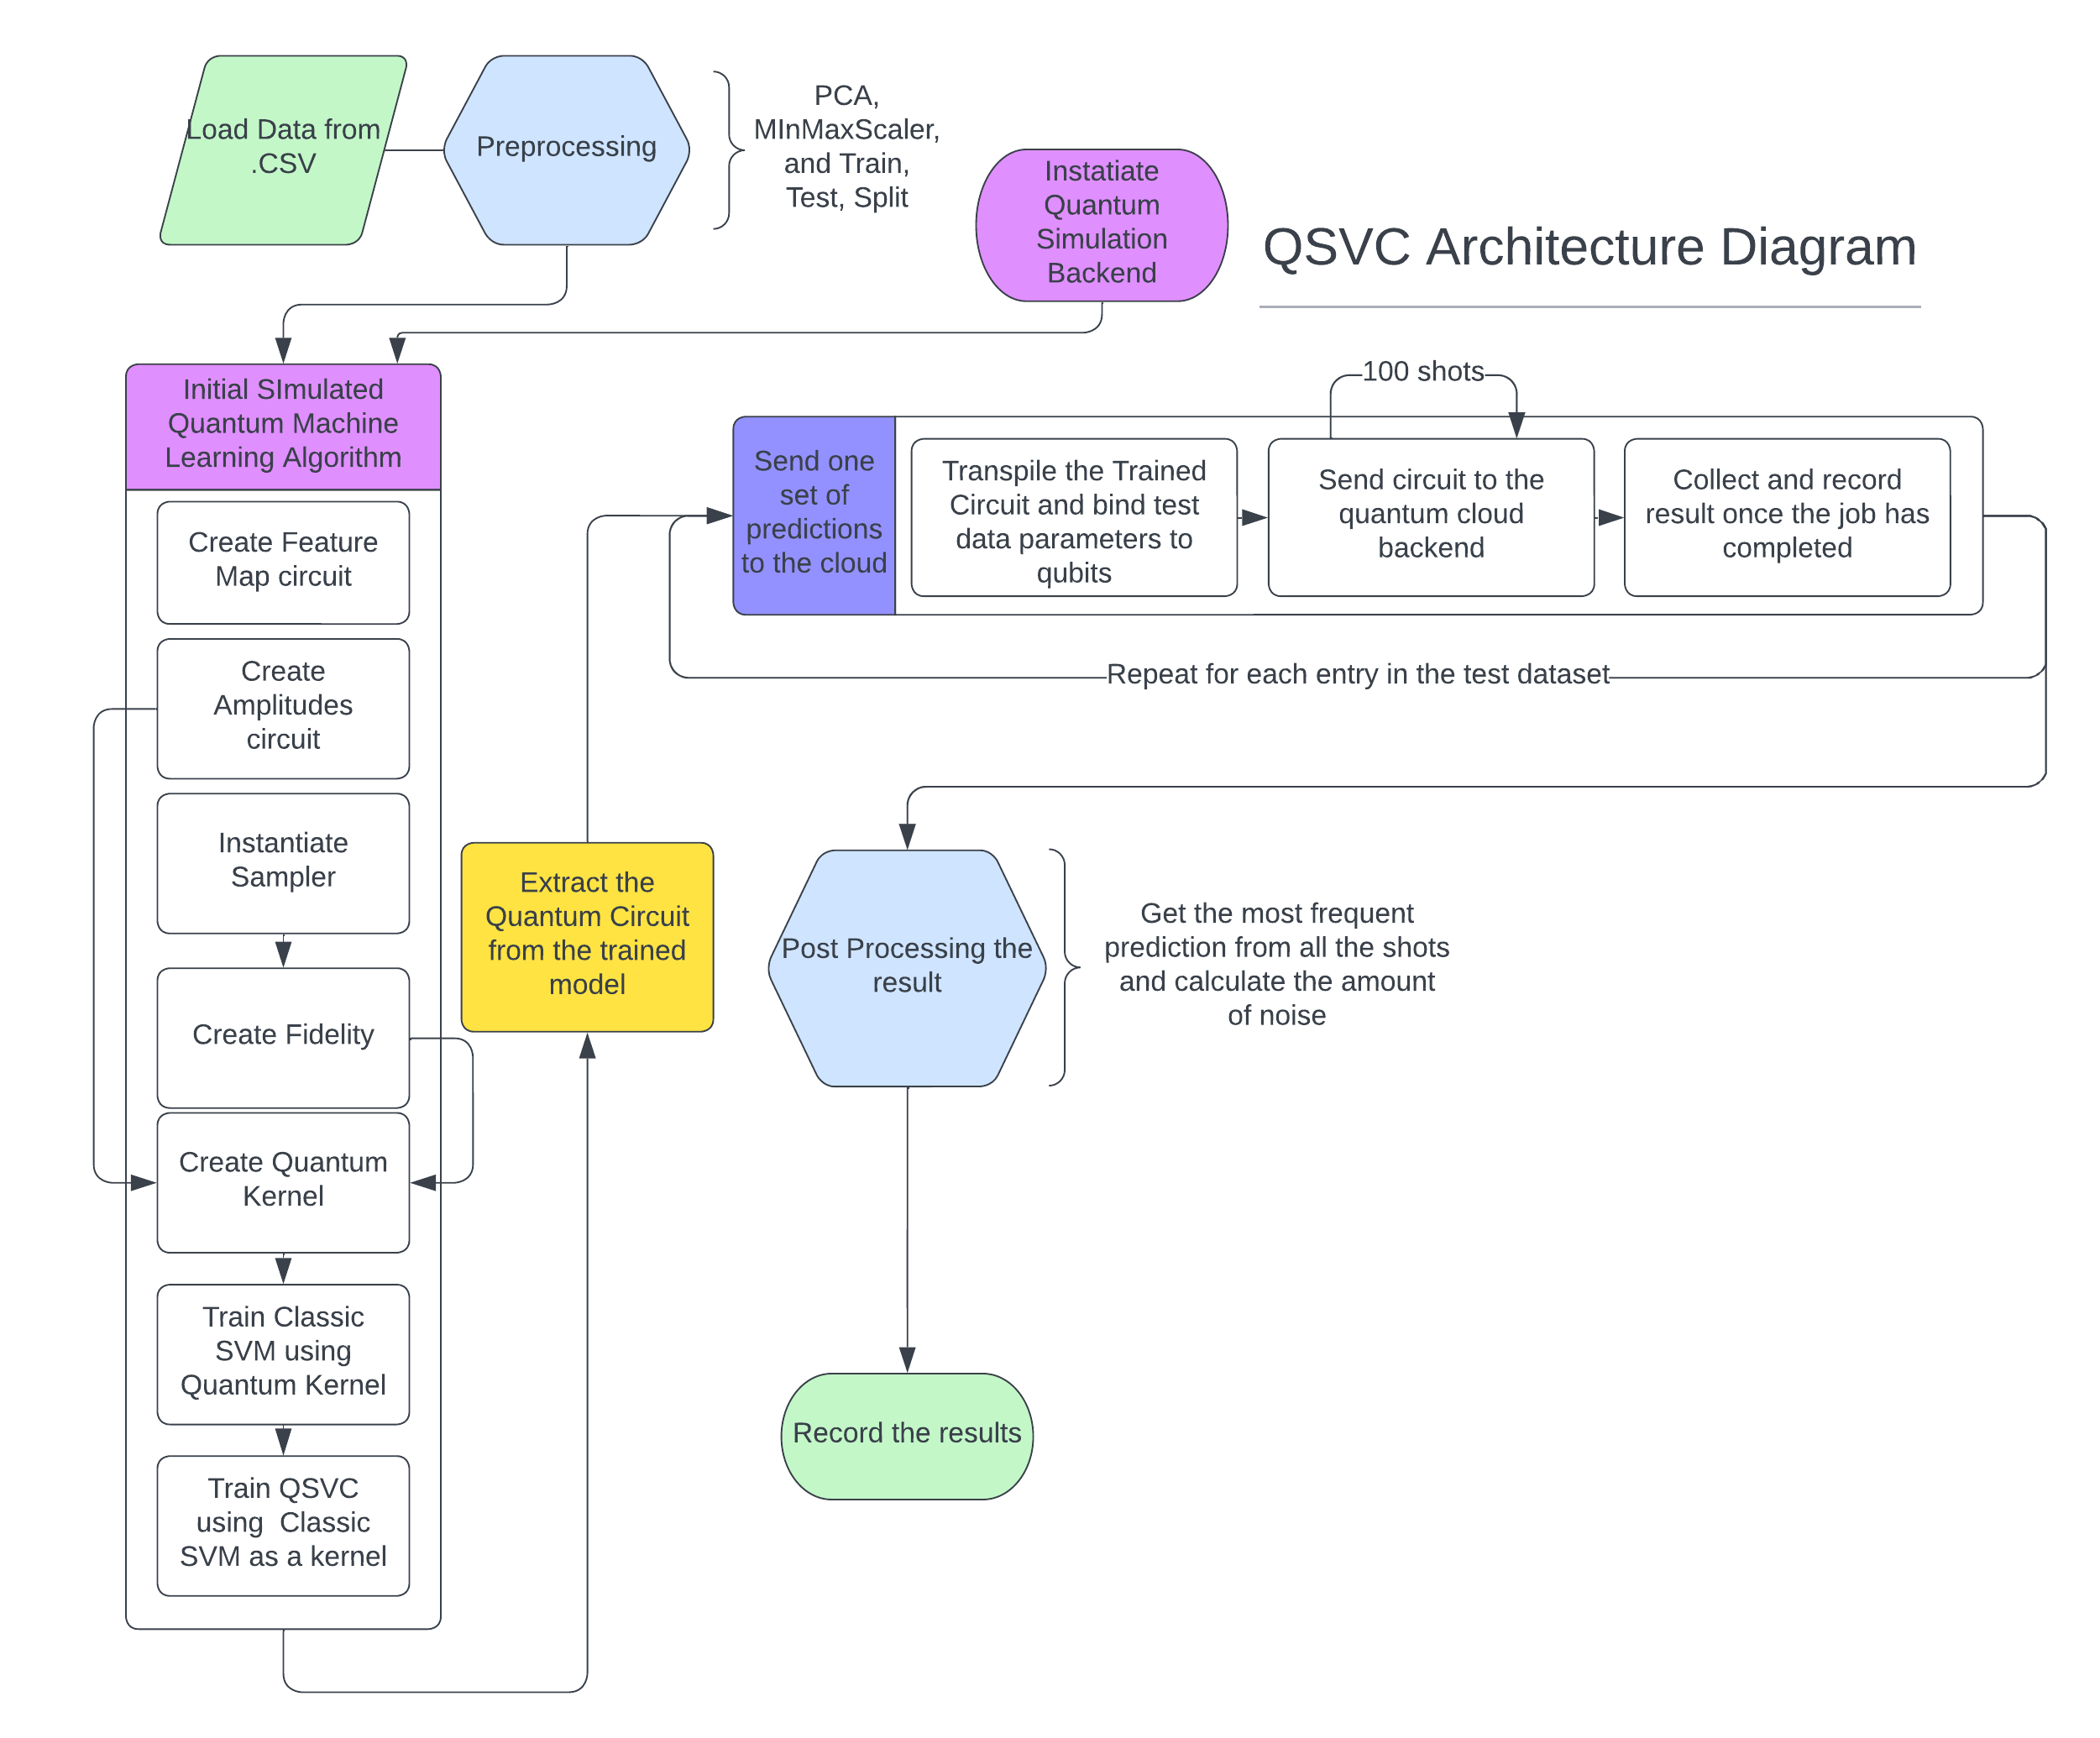 Load Data from
.CSV
Preprocessing
PCA,
MInMaxScaler,
and Train,
Test, Split
Instatiate
Quantum
Simulation
Backend
QSVC Architecture Diagram
Initial SImulated
Quantum Machine
Learning Algorithm
Create Feature
Map circuit
Create
Amplitudes
circuit
Instantiate
Sampler
Create Fidelity
Create Quantum
Kernel
Train Classic
SVM using
Quantum Kernel
Train QSVC
using  Classic
SVM as a kernel
Extract the
Quantum Circuit
from the trained
model
100 shots
Send one
set of
predictions
to the cloud
Transpile the Trained
Circuit and bind test
data parameters to
qubits
Send circuit to the
quantum cloud
backend
Collect and record
result once the job has
completed
Repeat for each entry in the test dataset
Post Processing the
result
Get the most frequent
prediction from all the shots
and calculate the amount
of noise
Record the results